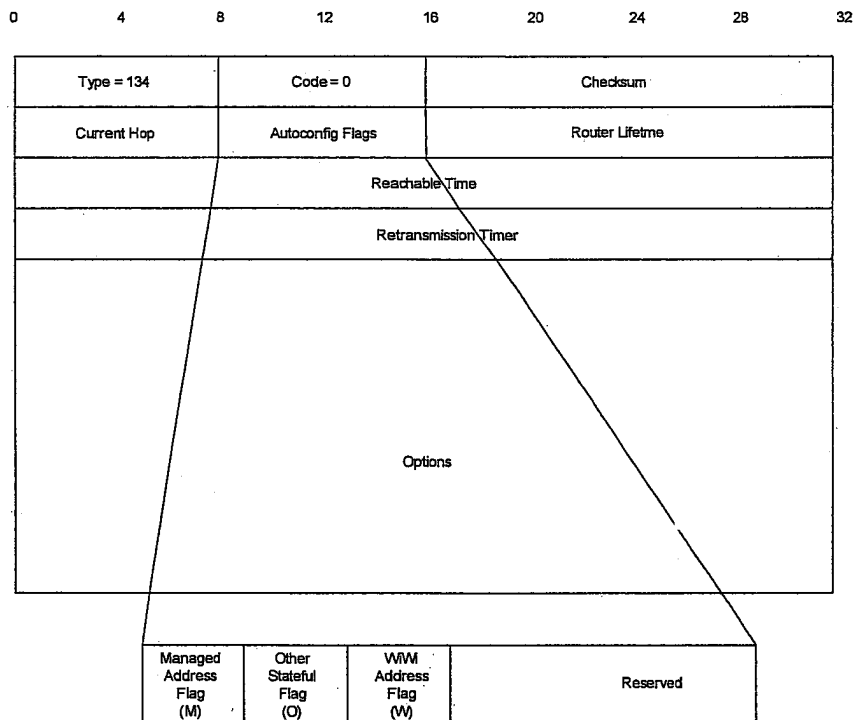 0 4 8 12 16 20 24 28 32
Type = 134 Code = 0 Checksum
Current Hop Autoconfig Flags Router Lifetme
Reachable Time
Retransmission Timer
Options
Managed Address Flag (M)
Other Stateful Flag (O)
WiWi Address Flag (W)
Reserved